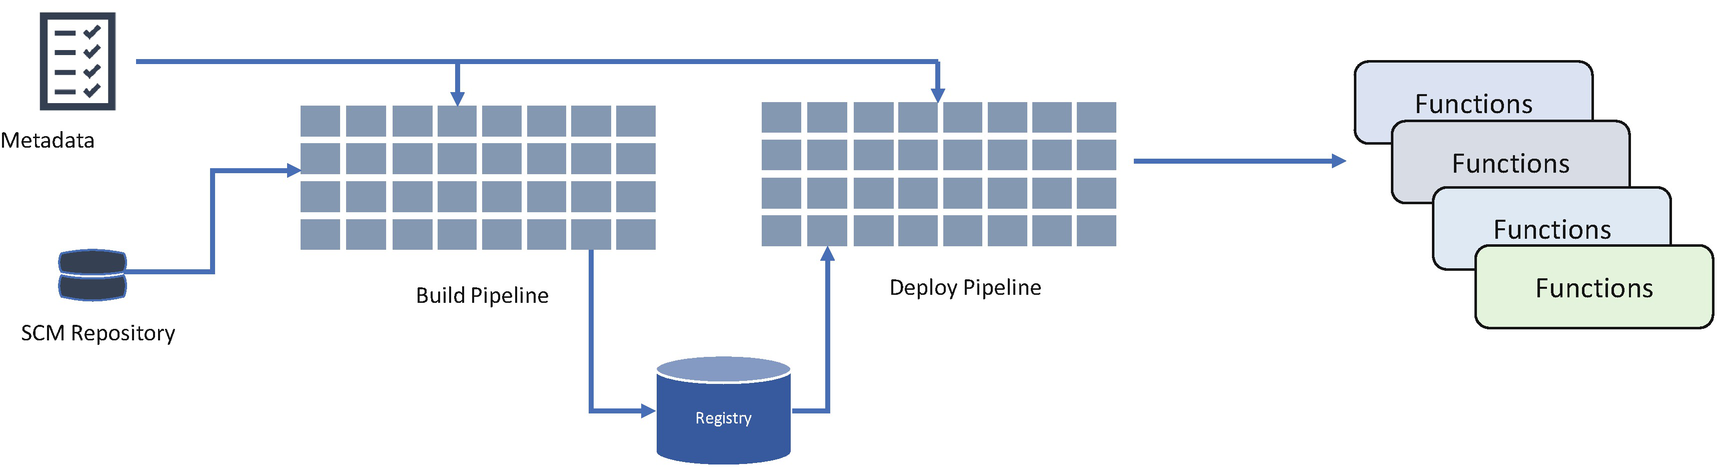 Metadata
SCM Repository
Build Pipeline
Registry
Deploy Pipeline
Functions
Functions
Functions
Functions